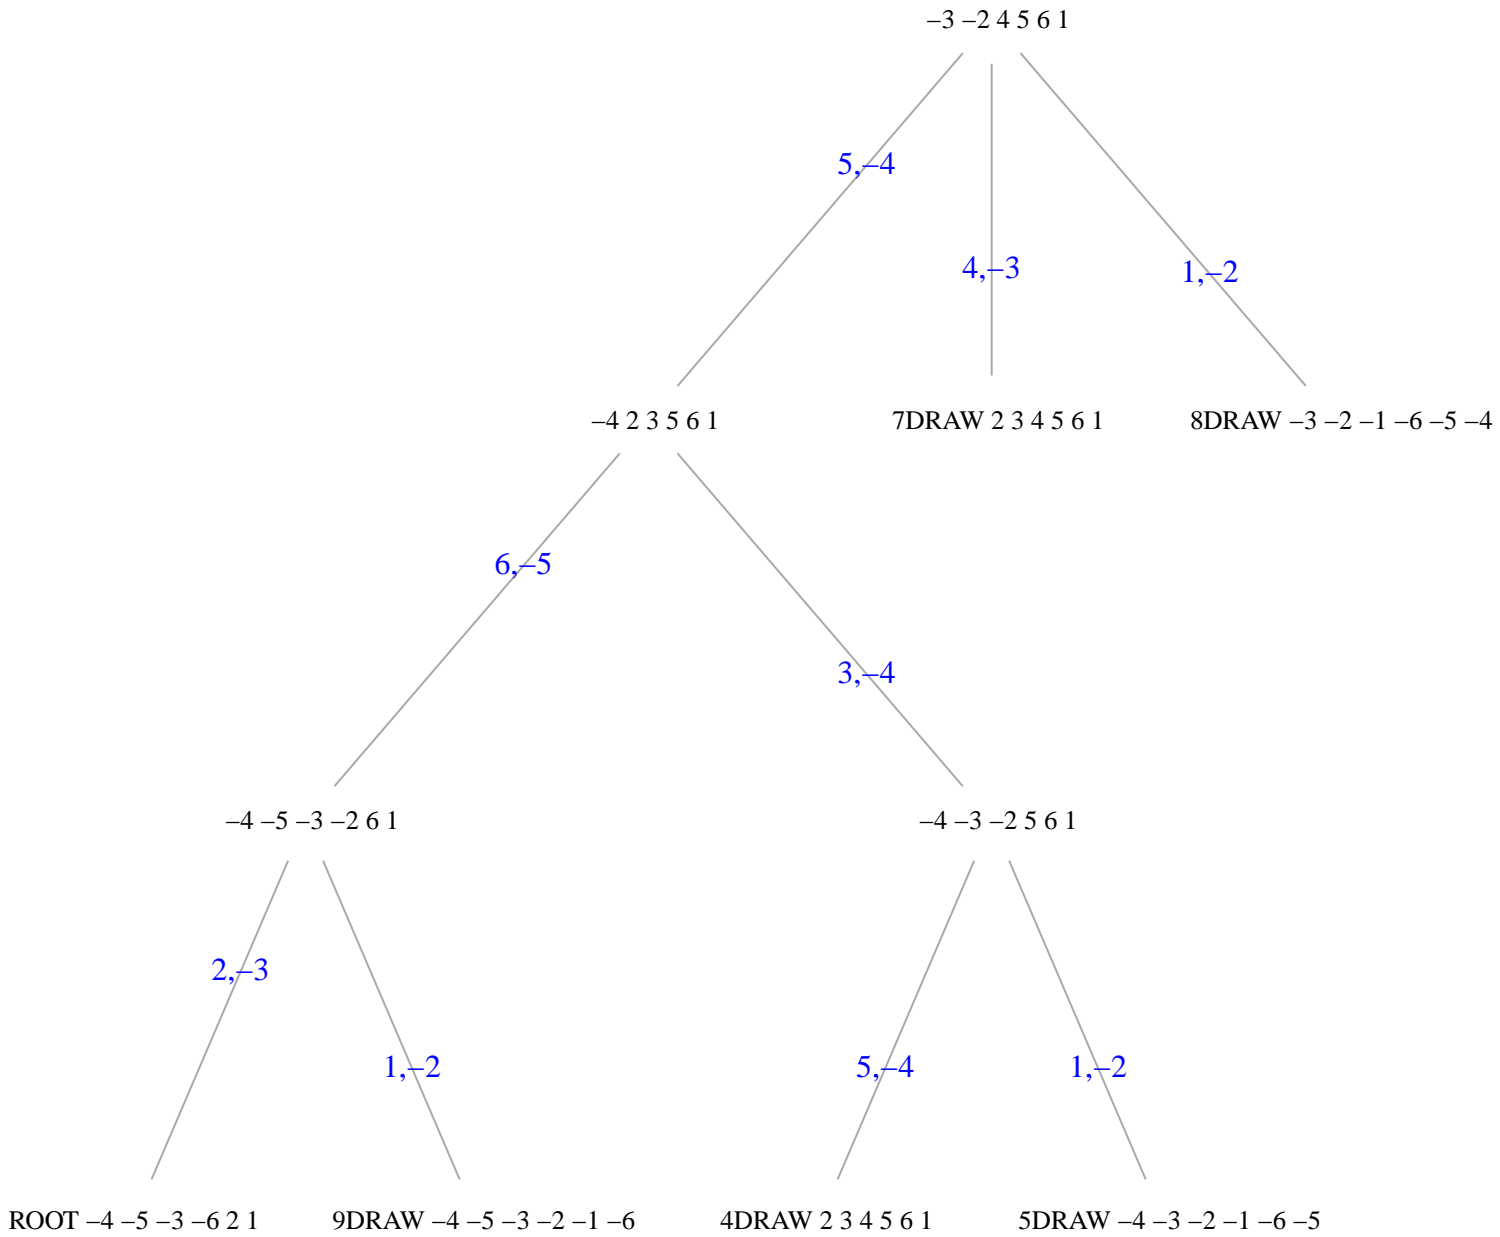 –3 –2 4 5 6 1
5,–4
4,–3
1,–2
–4 2 3 5 6 1
7DRAW 2 3 4 5 6 1
8DRAW –3 –2 –1 –6 –5 –4
6,–5
3,–4
–4 –5 –3 –2 6 1
–4 –3 –2 5 6 1
2,–3
1,–2
5,–4
1,–2
ROOT –4 –5 –3 –6 2 1
9DRAW –4 –5 –3 –2 –1 –6
4DRAW 2 3 4 5 6 1
5DRAW –4 –3 –2 –1 –6 –5